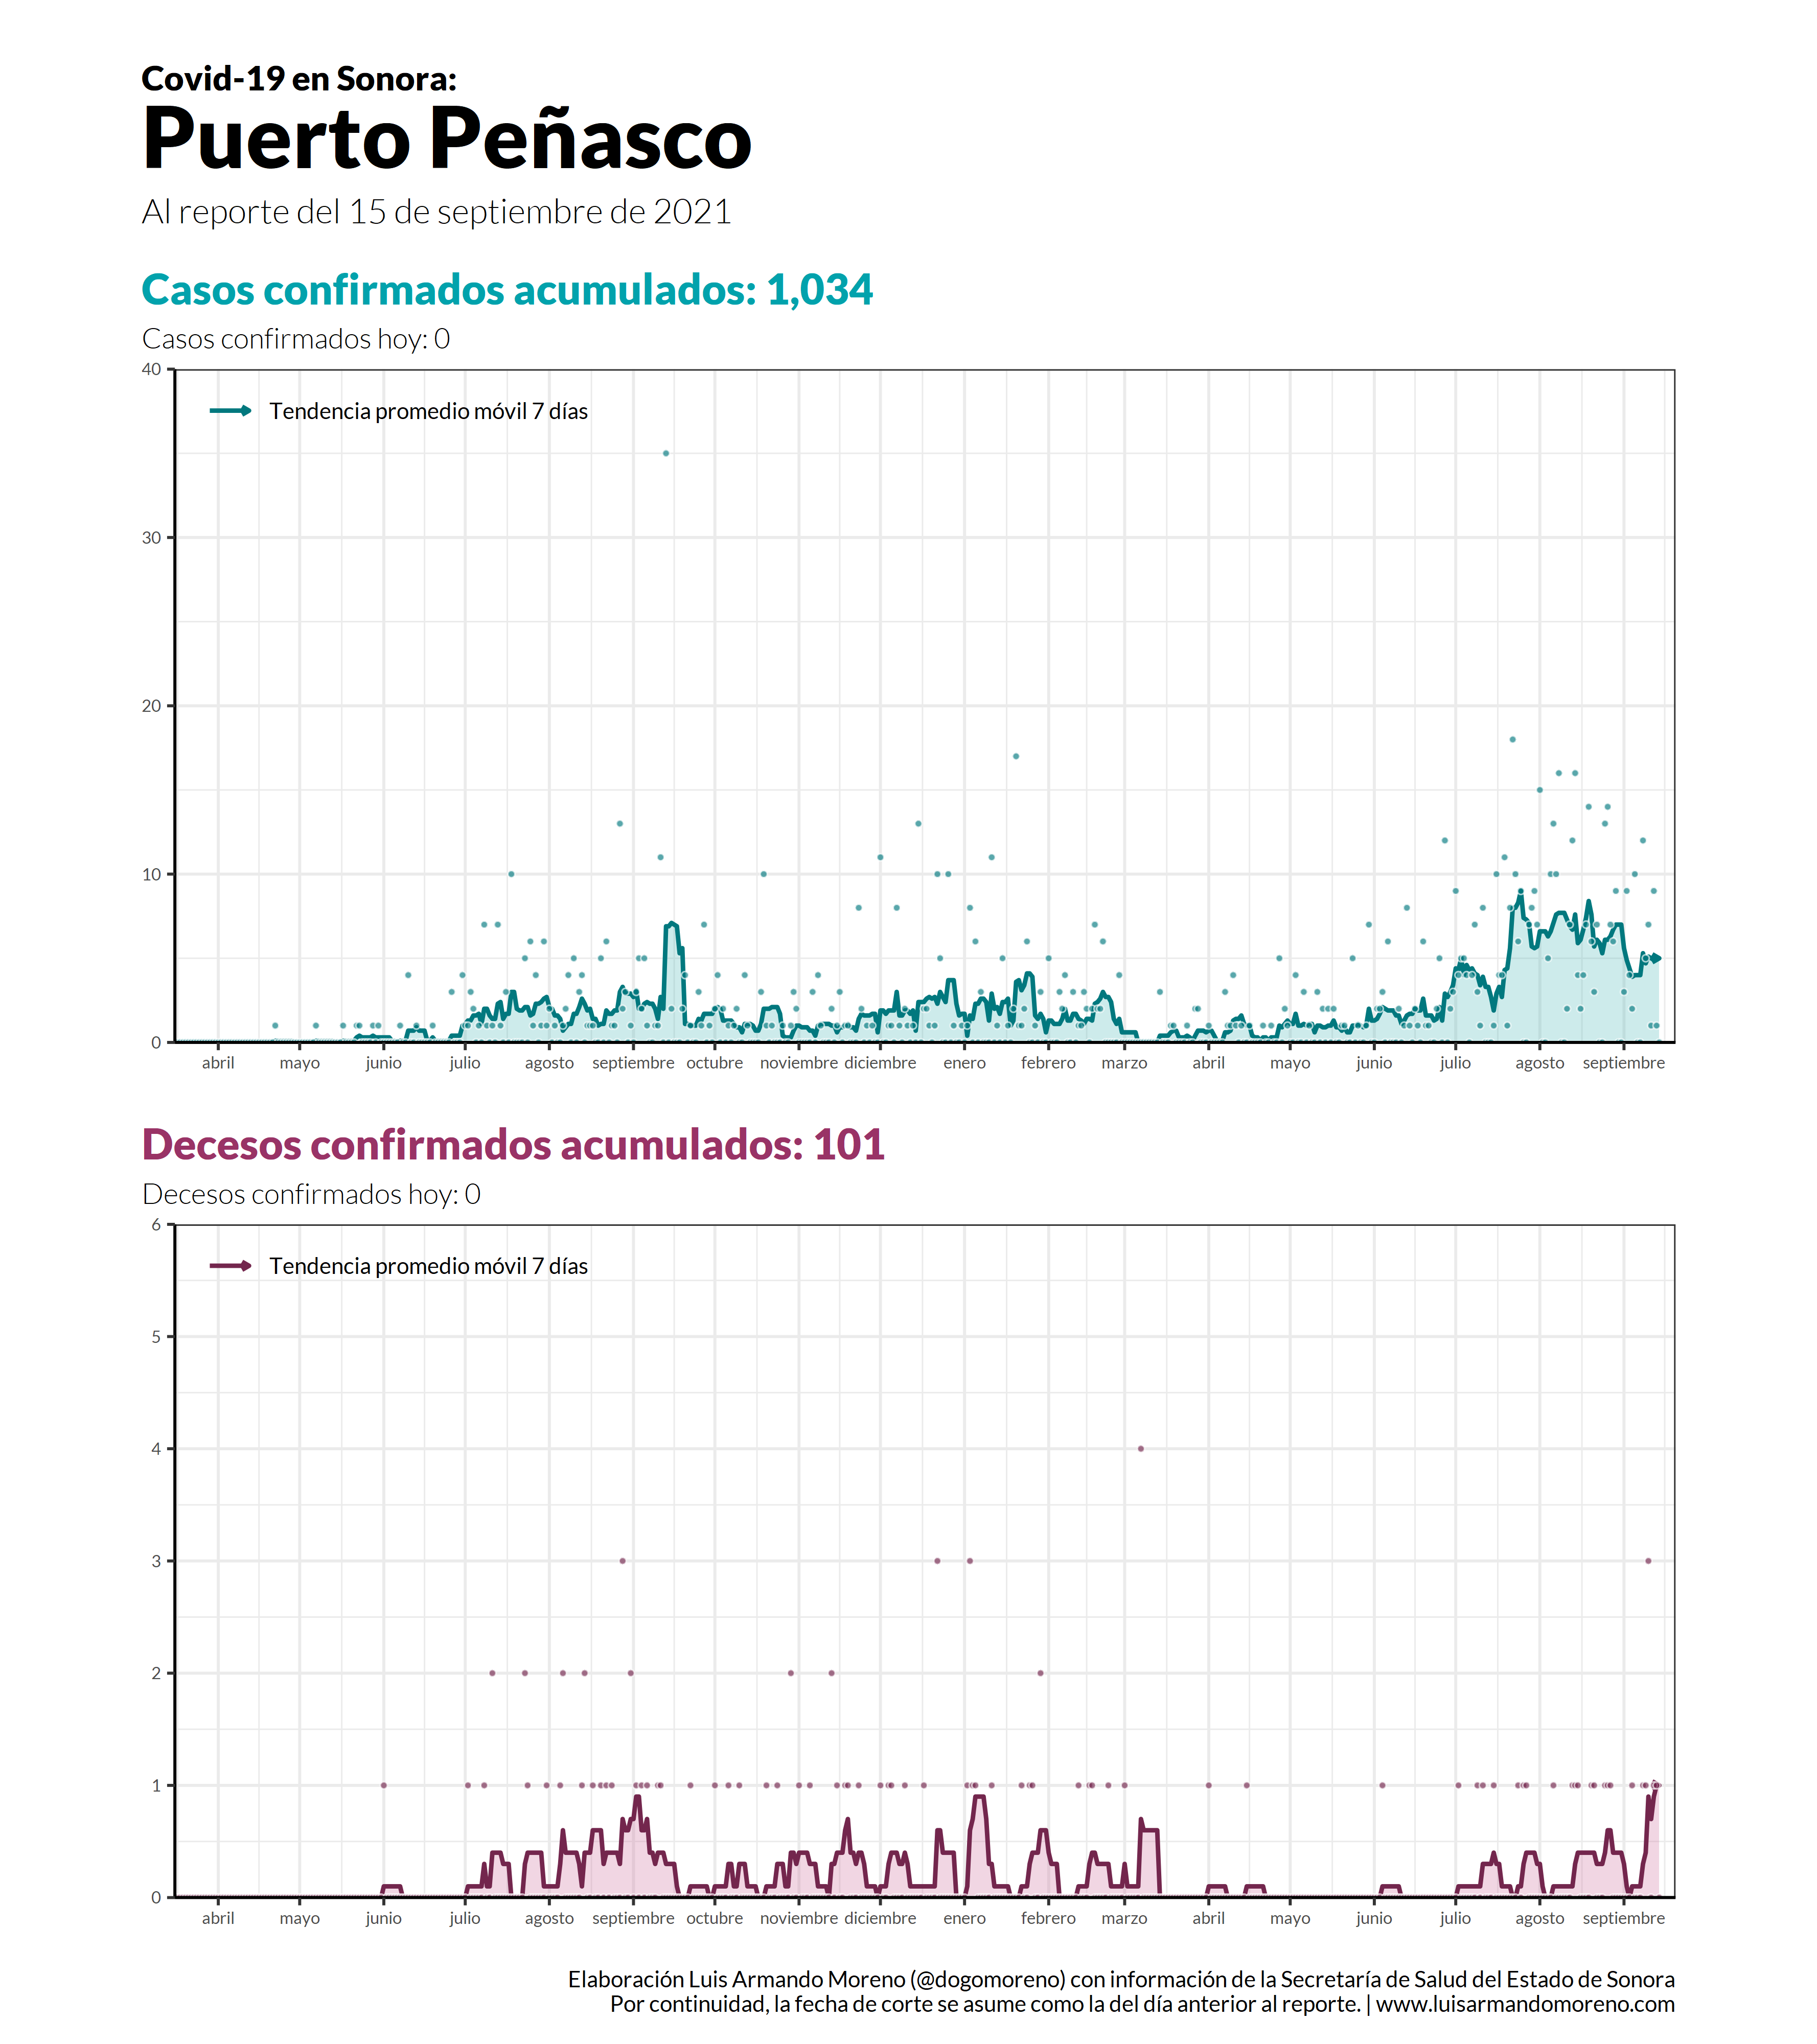 Covid-19 en Sonora:
Puerto Peñasco
Al reporte del 15 de septiembre de 2021
Casos confirmados acumulados: 1,034
Casos confirmados hoy: 0
40
30
20
10
0
Tendencia promedio móvil 7 días
abril mayo junio julio agosto septiembre octubre noviembre diciembre enero febrero marzo abril mayo junio julio agosto septiembre
Decesos confirmados acumulados: 101
Decesos confirmados hoy: 0
6
5
4
3
2
1
0
Tendencia promedio móvil 7 días
abril mayo junio julio agosto septiembre octubre noviembre diciembre enero febrero marzo abril mayo junio julio agosto septiembre
Elaboración Luis Armando Moreno (@dogomoreno) con información de la Secretaría de Salud del Estado de Sonora
Por continuidad, la fecha de corte se asume como la del día anterior al reporte. | www.luisarmandomoreno.com